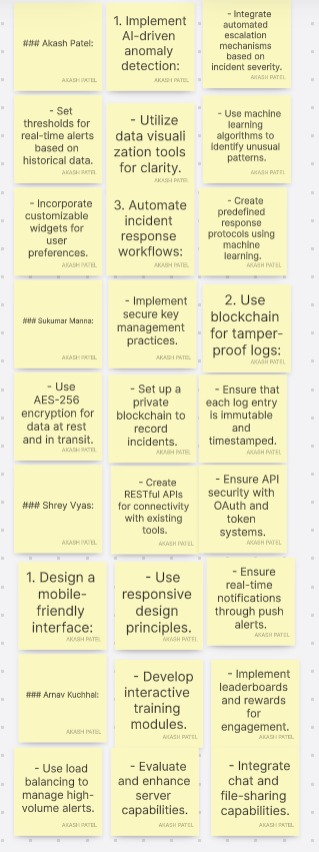 ### Akash Patel:
AKASH PATEL
1. Implement
AI-driven
anomaly
detection:
AKASH PATEL
- Integrate
automated
escalation
mechanisms
based on
incident severity.
AKASH PATEL
- Set
thresholds for
real-time alerts
based on
historical data.
AKASH PATEL
- Utilize
data visuali
zation tools
for clarity.
AKASH PATEL
- Use machine
learning
algorithms to
identify unusual
patterns.
AKASH PATEL
- Incorporate
customizable
widgets for
user
preferences.
AKASH PATEL
3. Automate
incident
response
workflows:
AKASH PATEL
- Create
predefined
response
protocols using
machine
learning.
AKASH PATEL
### Sukumar Manna:
AKASH PATEL
- Implement
secure key
management
practices.
AKASH PATEL
2. Use
blockchain
for tamper-
proof logs:
AKASH PATEL
- Use
AES-256
encryption for
data at rest
and in transit.
AKASH PATEL
- Set up a
private
blockchain to
record
incidents.
AKASH PATEL
- Ensure that
each log entry
is immutable
and
timestamped.
AKASH PATEL
### Shrey Vyas:
AKASH PATEL
- Create
RESTful APIs
for connectivity
with existing
tools.
AKASH PATEL
- Ensure API
security with
OAuth and
token
systems.
AKASH PATEL
1. Design a
mobile-
friendly
interface:
AKASH PATEL
- Use
responsive
design
principles.
AKASH PATEL
- Ensure
real-time
notifications
through push
alerts.
AKASH PATEL
### Arnav Kuchhal:
AKASH PATEL
- Develop
interactive
training
modules.
AKASH PATEL
- Implement
leaderboards
and rewards
for
engagement.
AKASH PATEL
- Use load
balancing to
manage high-
volume alerts.
AKASH PATEL
- Evaluate
and enhance
server
capabilities.
AKASH PATEL
- Integrate
chat and
file-sharing
capabilities.
AKASH PATEL